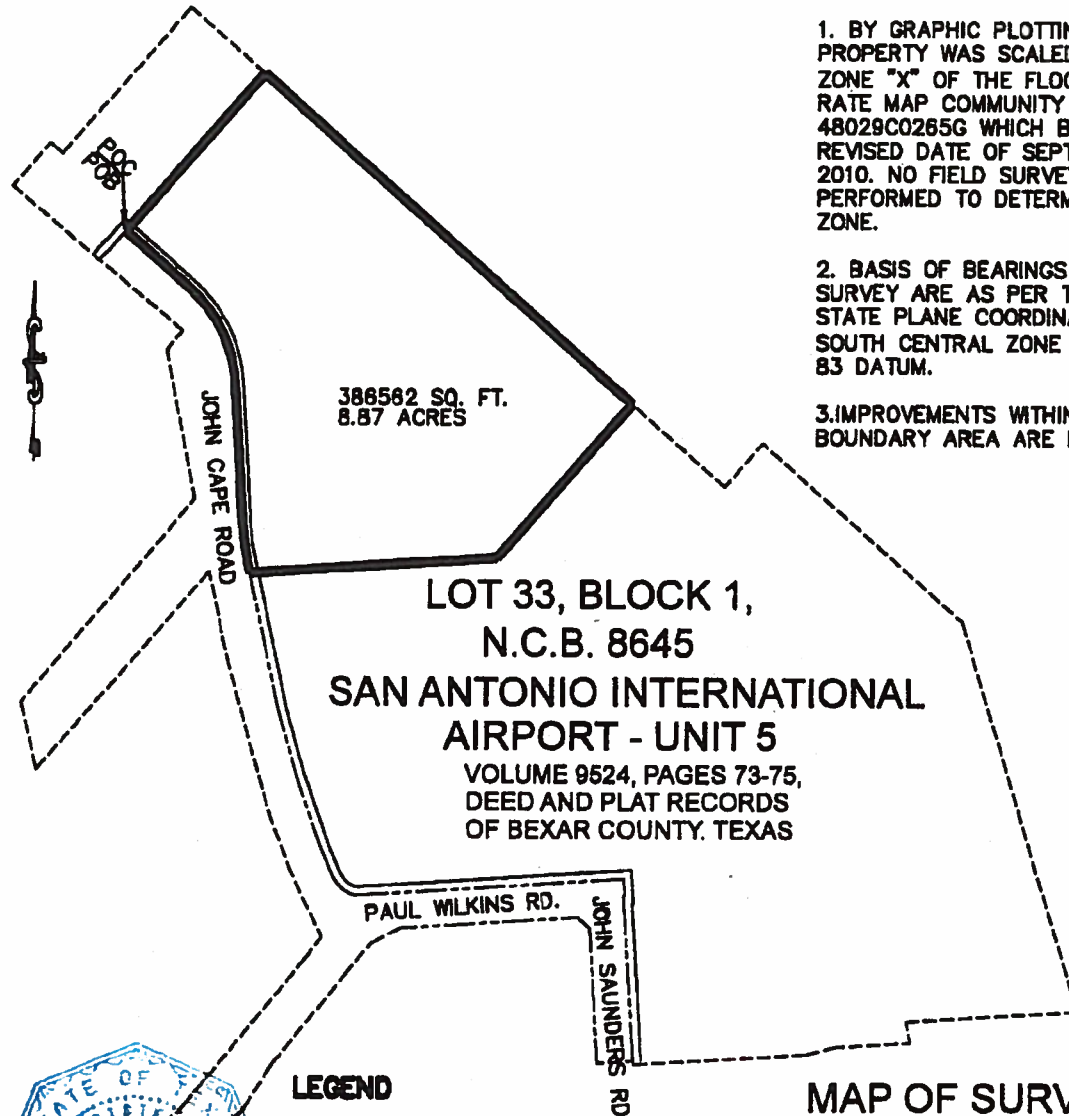 1. BY GRAPHIC PLOTTIN
PROPERTY WAS SCALED
ZONE "X" OF THE FLOO
RATE MAP COMMUNITY
48029C0265G WHICH B
REVISED DATE OF SEPT
2010. NO FIELD SURVEY
PERFORMED TO DETERM
ZONE.
2. BASIS OF BEARINGS
SURVEY ARE AS PER T
STATE PLANE COORDINA
SOUTH CENTRAL ZONE
83 DATUM.
3.IMPROVEMENTS WITHIN
BOUNDARY AREA ARE
POC
POB
386562 SQ. FT.
8.87 ACRES
JOHN CAPE ROAD
LOT 33, BLOCK 1,
N.C.B. 8645
SAN ANTONIO INTERNATIONAL
AIRPORT - UNIT 5
VOLUME 9524, PAGES 73-75,
DEED AND PLAT RECORDS
OF BEXAR COUNTY. TEXAS
PAUL WILKINS RD.
JOHN SAUNDERS RD
LEGEND
MAP OF SURV